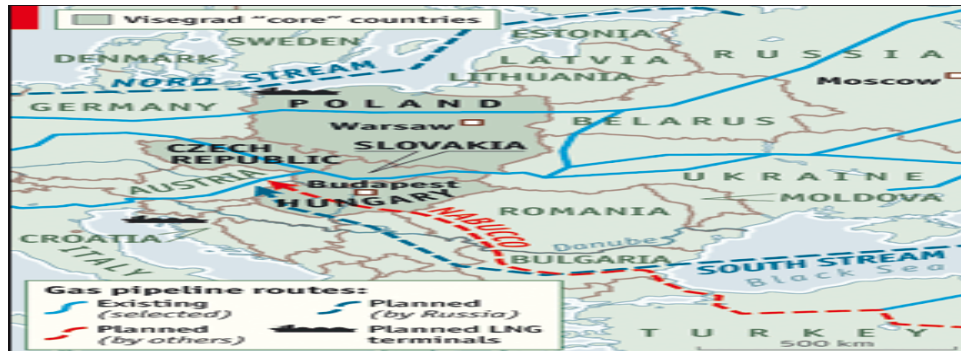 Visegrad "core" countries
SWEDEN
ESTONIA
DENMARK
LATVIA
RUSSIA
NORD STREAM
LITHUANIA
Moscow
GERMANY
POLAND
Warsaw
BELARUS
CZECH
REPUBLIC
SLOVAKIA
UKRAINE
AUSTRIA
Budapest
HUNGARY
MOLDOVA
ROMANIA
NABUCCO
CROATIA
Danube
ITALY
BULGARIA
SOUTH STREAM
Black Sea
Gas pipeline routes:
Existing
(selected)
Planned
(by Russia)
Planned
(by others)
Planned LNG
terminals
TURKEY
500 km